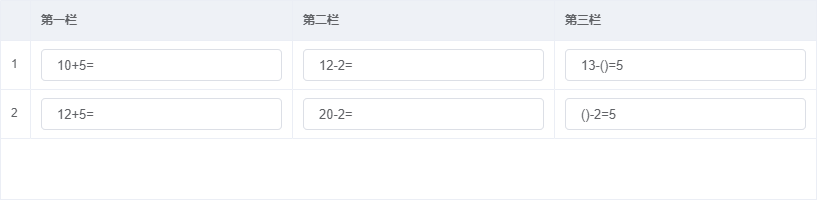 第一栏 第二栏 第三栏
1 10+5= 12-2= 13-()=5
2 12+5= 20-2= ()-2=5